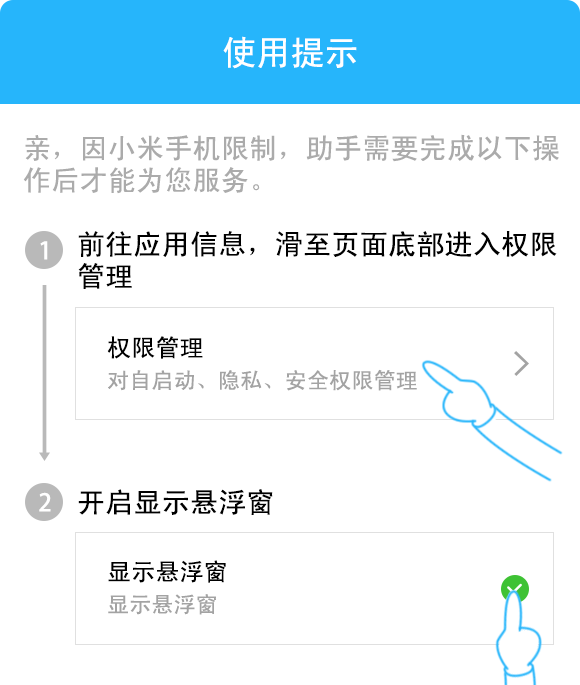 使用提示
亲，因小米手机限制，助手需要完成以下操
作后才能为您服务。
1
前往应用信息，滑至页面底部进入权限
管理
权限管理
对自启动、隐私、安全权限管理
2
开启显示悬浮窗
显示悬浮窗
显示悬浮窗